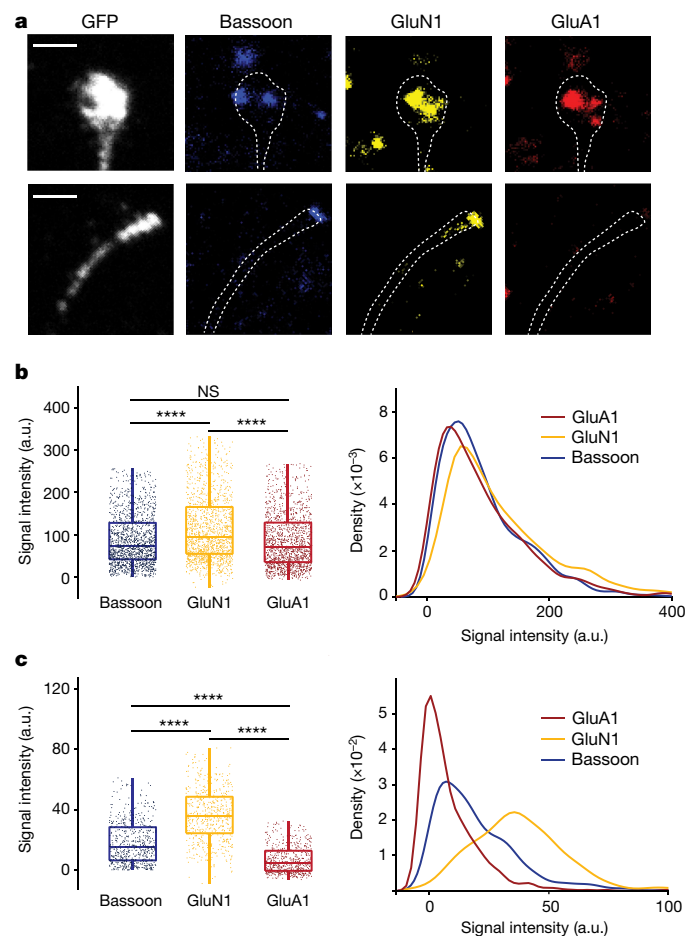 a
GFP Bassoon GluN1 GluA1
b
NS
**** ****
Signal intensity (a.u.)
400
300
200
100
0
Bassoon GluN1 GluA1
Density (×10⁻³)
8
6
4
2
0
GluA1
GluN1
Bassoon
0 200 400
Signal intensity (a.u.)
c
****
**** ****
Signal intensity (a.u.)
120
80
40
0
Bassoon GluN1 GluA1
Density (×10⁻²)
5
4
3
2
1
GluA1
GluN1
Bassoon
0 50 100
Signal intensity (a.u.)